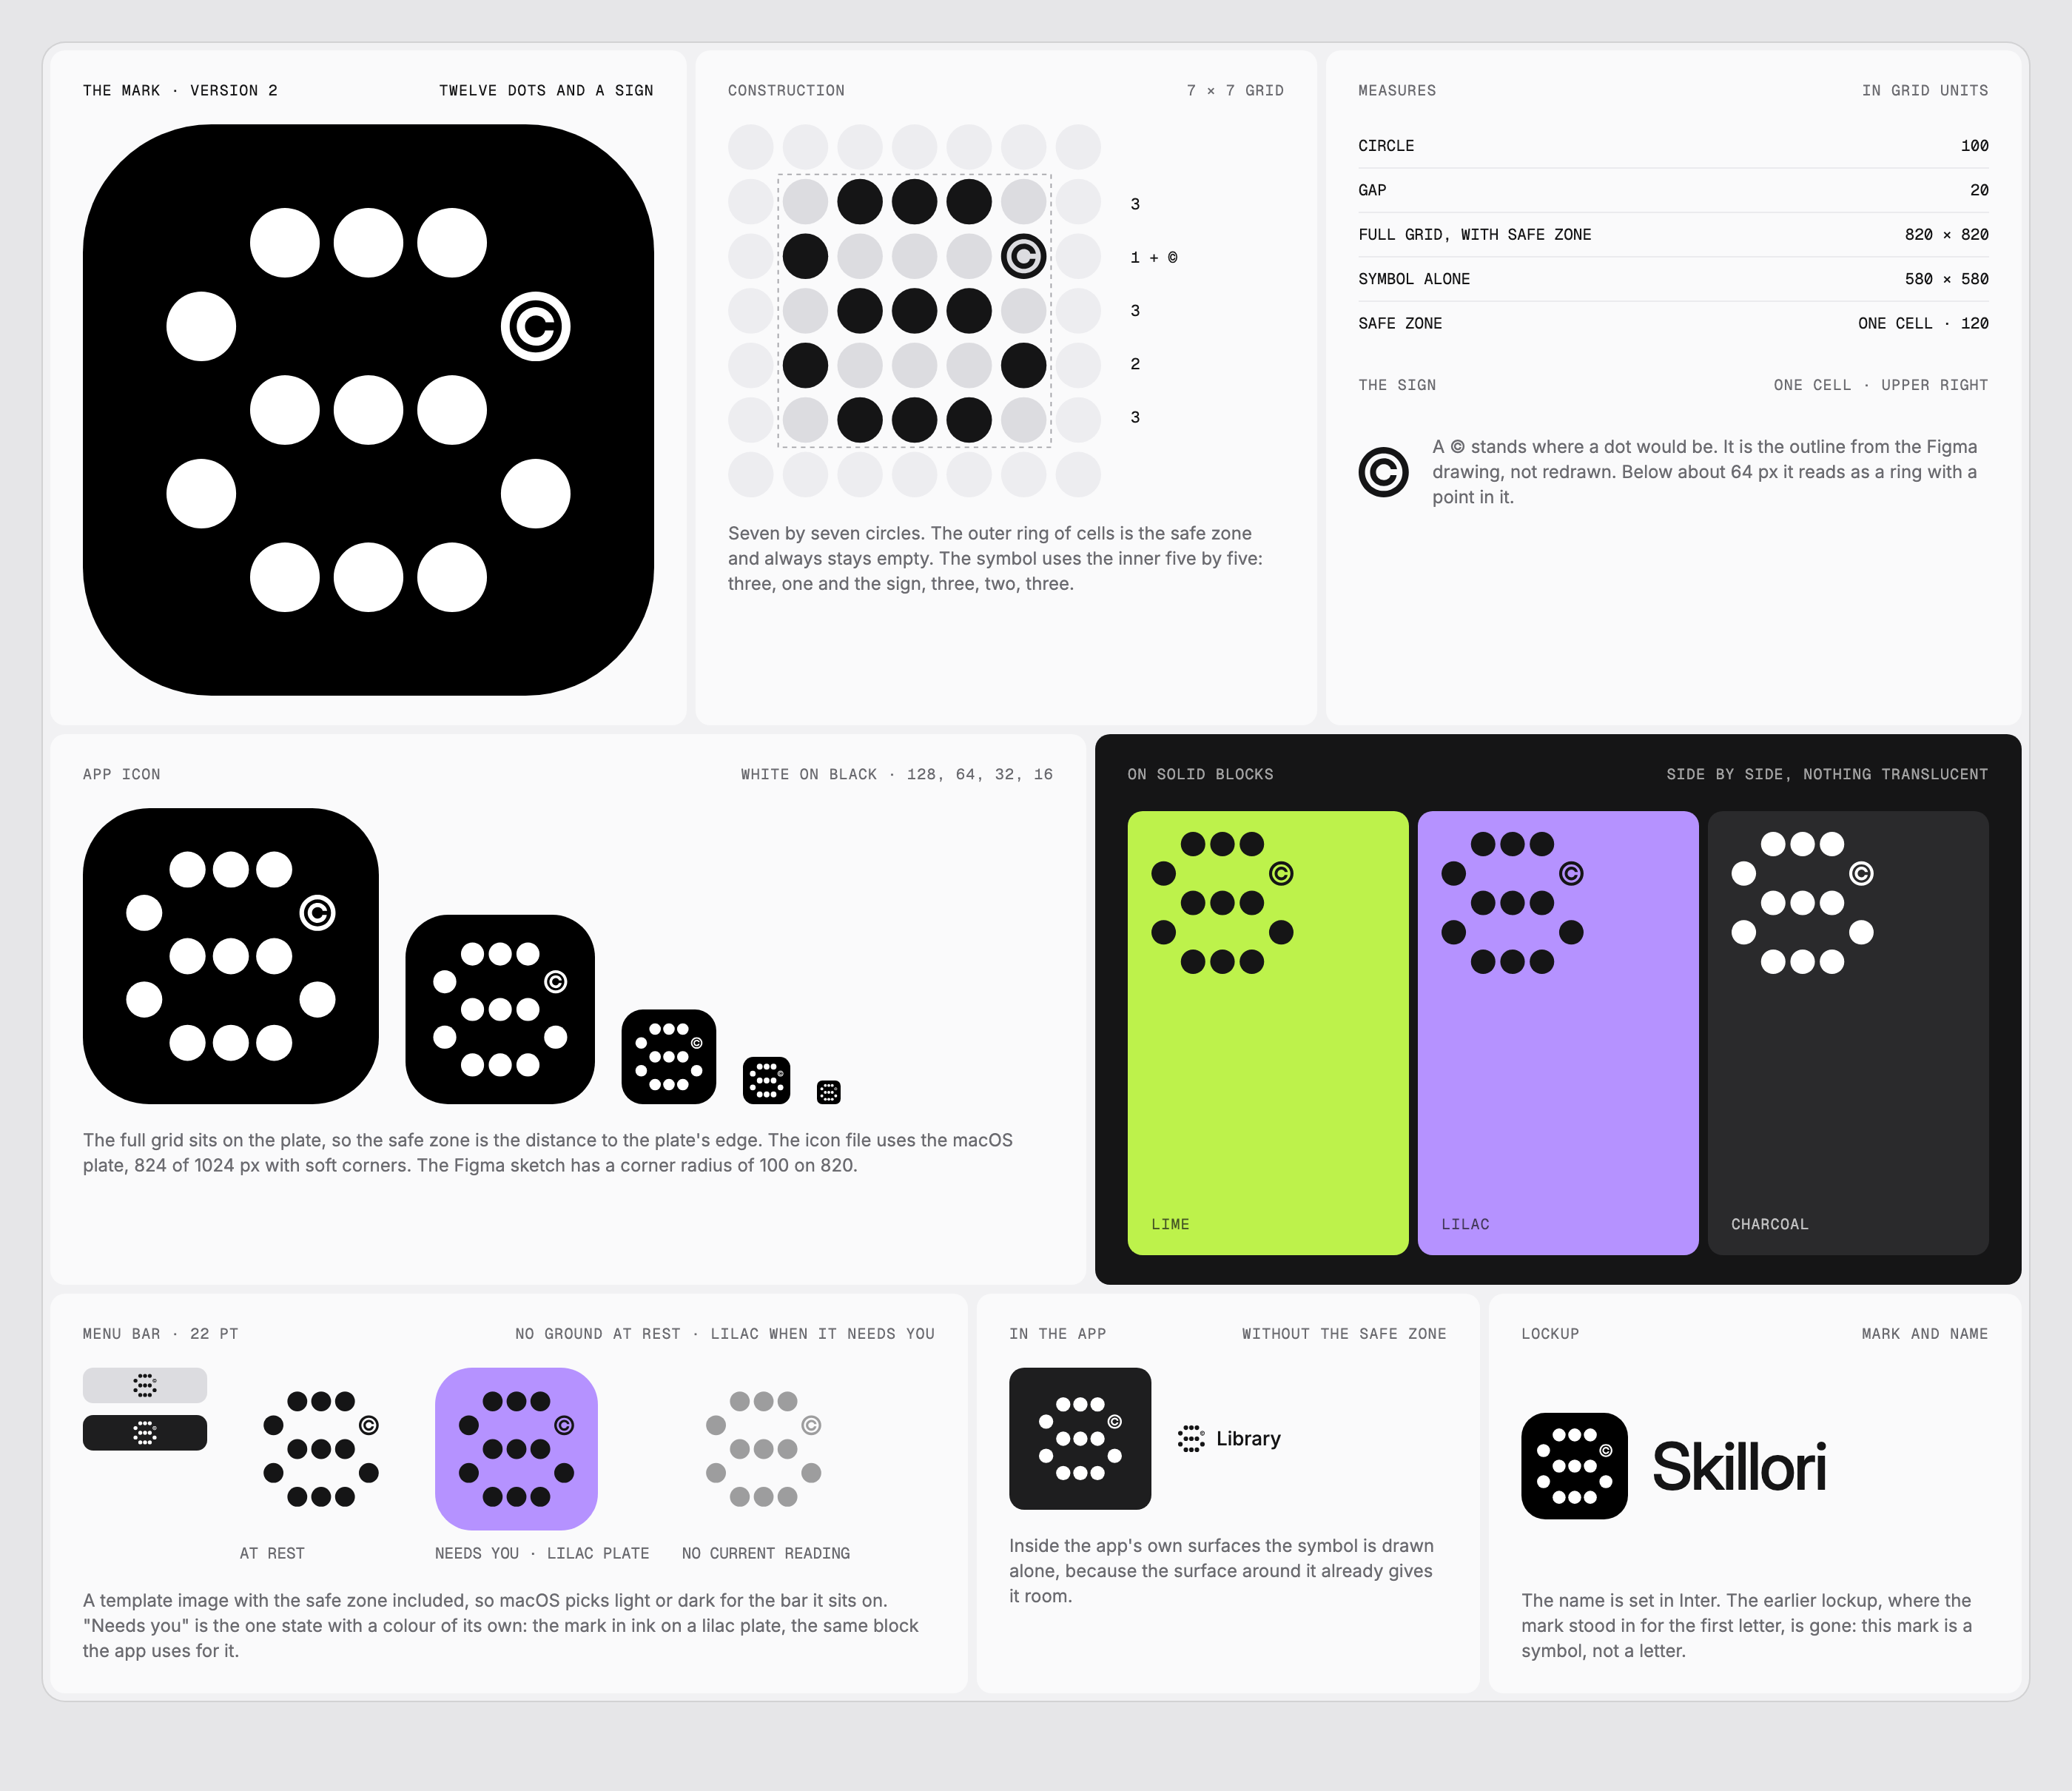 THE MARK · VERSION 2
TWELVE DOTS AND A SIGN
©
CONSTRUCTION
7 × 7 GRID
3
©
1 + ©
3
2
3
Seven by seven circles. The outer ring of cells is the safe zone
and always stays empty. The symbol uses the inner five by five:
three, one and the sign, three, two, three.
MEASURES
IN GRID UNITS
CIRCLE
100
GAP
20
FULL GRID, WITH SAFE ZONE
820 × 820
SYMBOL ALONE
580 × 580
SAFE ZONE
ONE CELL · 120
THE SIGN
ONE CELL · UPPER RIGHT
©
A © stands where a dot would be. It is the outline from the Figma
drawing, not redrawn. Below about 64 px it reads as a ring with a
point in it.
APP ICON
WHITE ON BLACK · 128, 64, 32, 16
©
©
©
©
The full grid sits on the plate, so the safe zone is the distance to the plate's edge. The icon file uses the macOS
plate, 824 of 1024 px with soft corners. The Figma sketch has a corner radius of 100 on 820.
ON SOLID BLOCKS
SIDE BY SIDE, NOTHING TRANSLUCENT
©
©
©
LIME
LILAC
CHARCOAL
MENU BAR · 22 PT
NO GROUND AT REST · LILAC WHEN IT NEEDS YOU
©
©
©
AT REST
NEEDS YOU · LILAC PLATE
NO CURRENT READING
A template image with the safe zone included, so macOS picks light or dark for the bar it sits on.
"Needs you" is the one state with a colour of its own: the mark in ink on a lilac plate, the same block
the app uses for it.
IN THE APP
WITHOUT THE SAFE ZONE
©
Library
Inside the app's own surfaces the symbol is drawn
alone, because the surface around it already gives
it room.
LOCKUP
MARK AND NAME
©
Skillori
The name is set in Inter. The earlier lockup, where the
mark stood in for the first letter, is gone: this mark is a
symbol, not a letter.